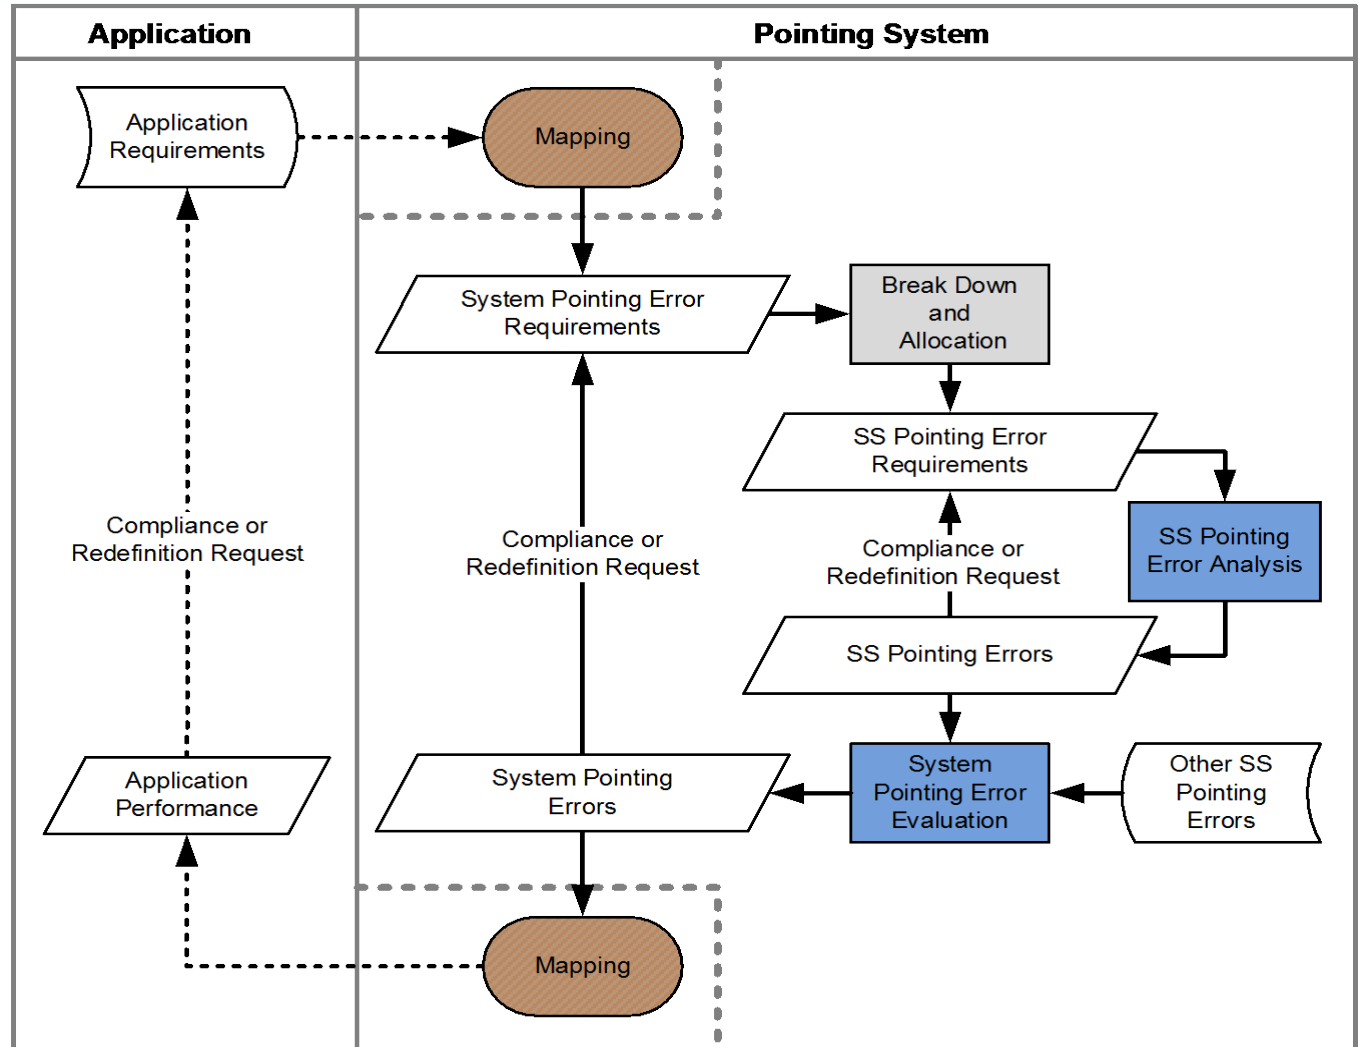 Application
Pointing System
Application
Requirements
Mapping
System Pointing Error
Requirements
Break Down
and
Allocation
SS Pointing Error
Requirements
Compliance or
Redefinition Request
Compliance or
Redefinition Request
Compliance or
Redefinition Request
SS Pointing
Error Analysis
SS Pointing Errors
Application
Performance
System Pointing
Errors
System
Pointing Error
Evaluation
Other SS
Pointing
Errors
Mapping